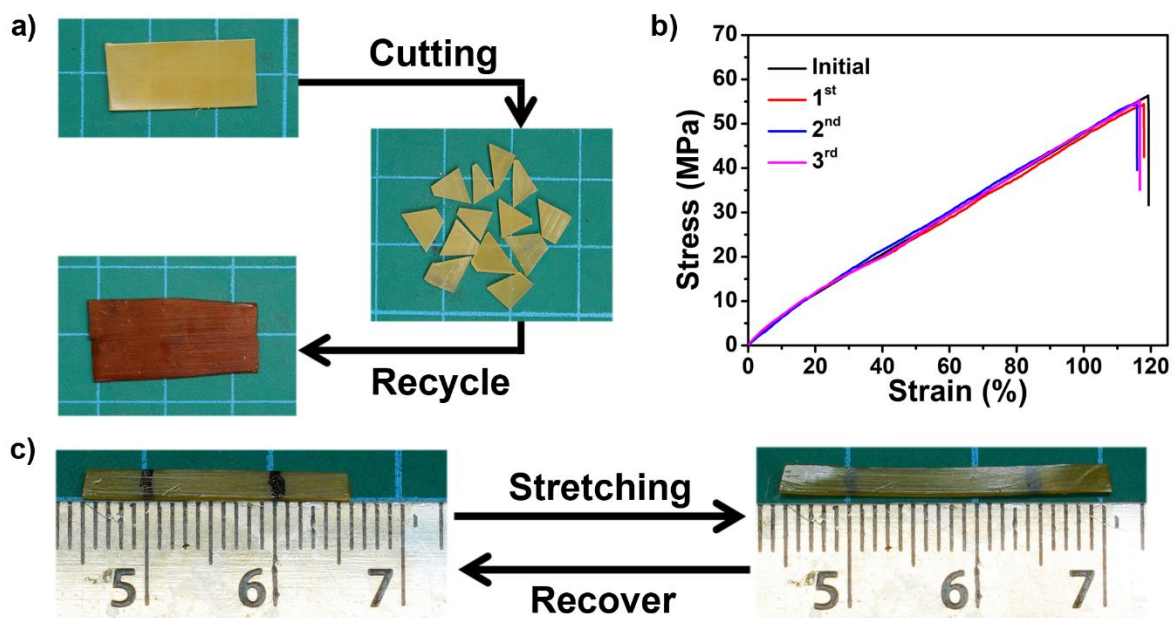 a)
Cutting
Recycle
b)
Stress (MPa)
70
60
50
40
30
20
10
0
Initial
1st
2nd
3rd
0 20 40 60 80 100 125
Strain (%)
c)
5 6 7
Stretching
Recover
5 6 7